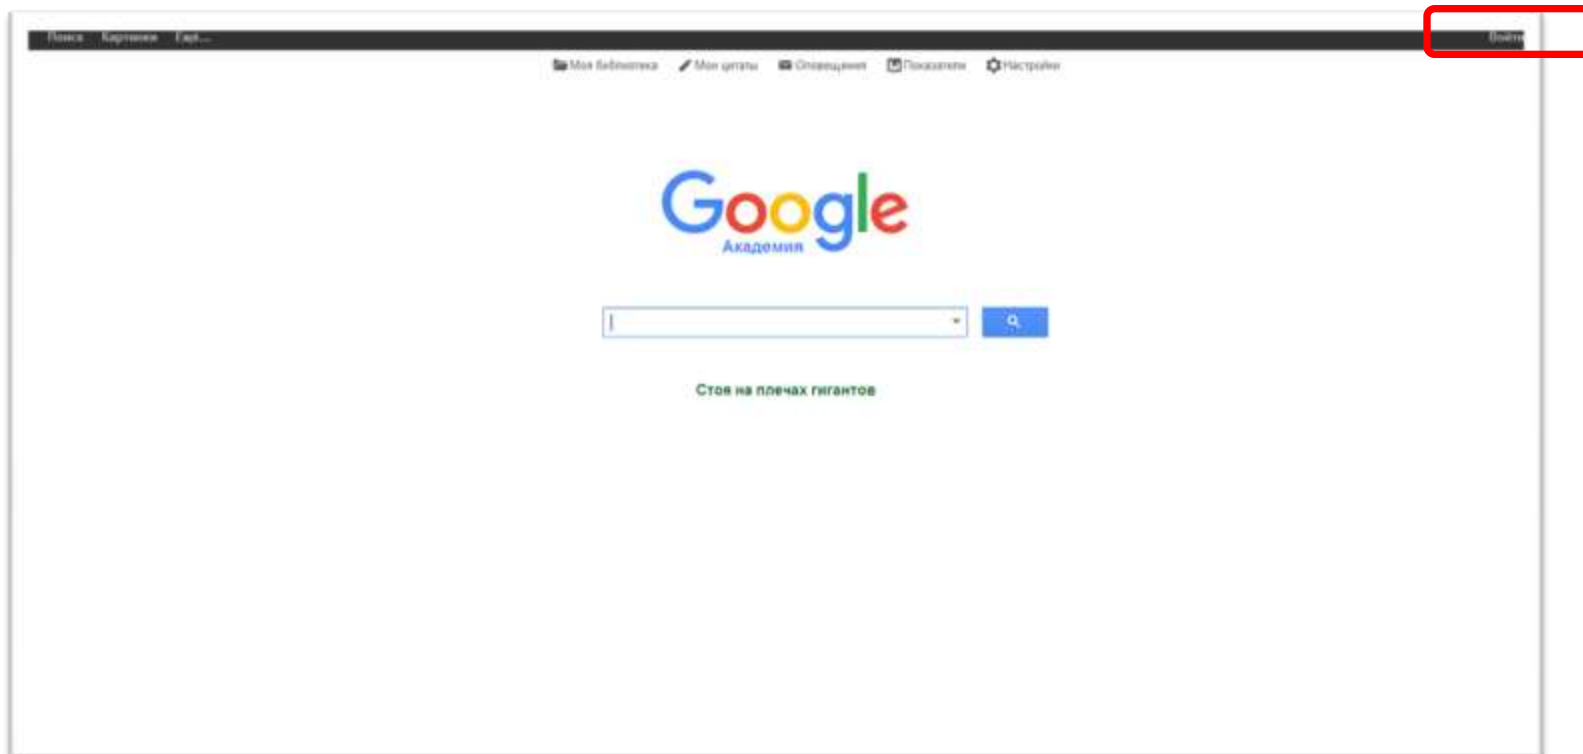 Поиск Картинки Ещё... Войти
Моя библиотека Мои цитаты Оповещения Показатели Настройки
Google
Академия
Стоя на плечах гигантов